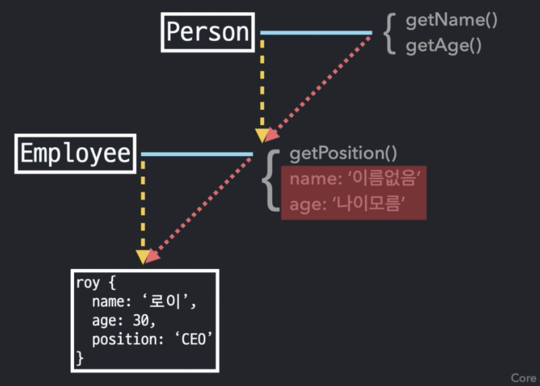 Person
getName()
getAge()
Employee
getPosition()
name: ‘이름없음’
age: ‘나이모름’
roy {
name: ‘로이’,
age: 30,
position: ‘CEO’
}
Core